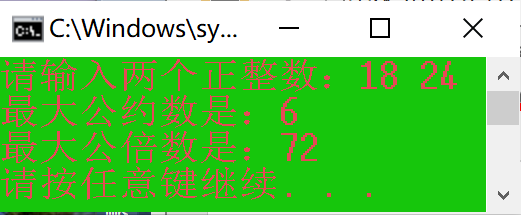 C:\Windows\sy...
请输入两个正整数：18 24
最大公约数是：6
最大公倍数是：72
请按任意键继续. . .